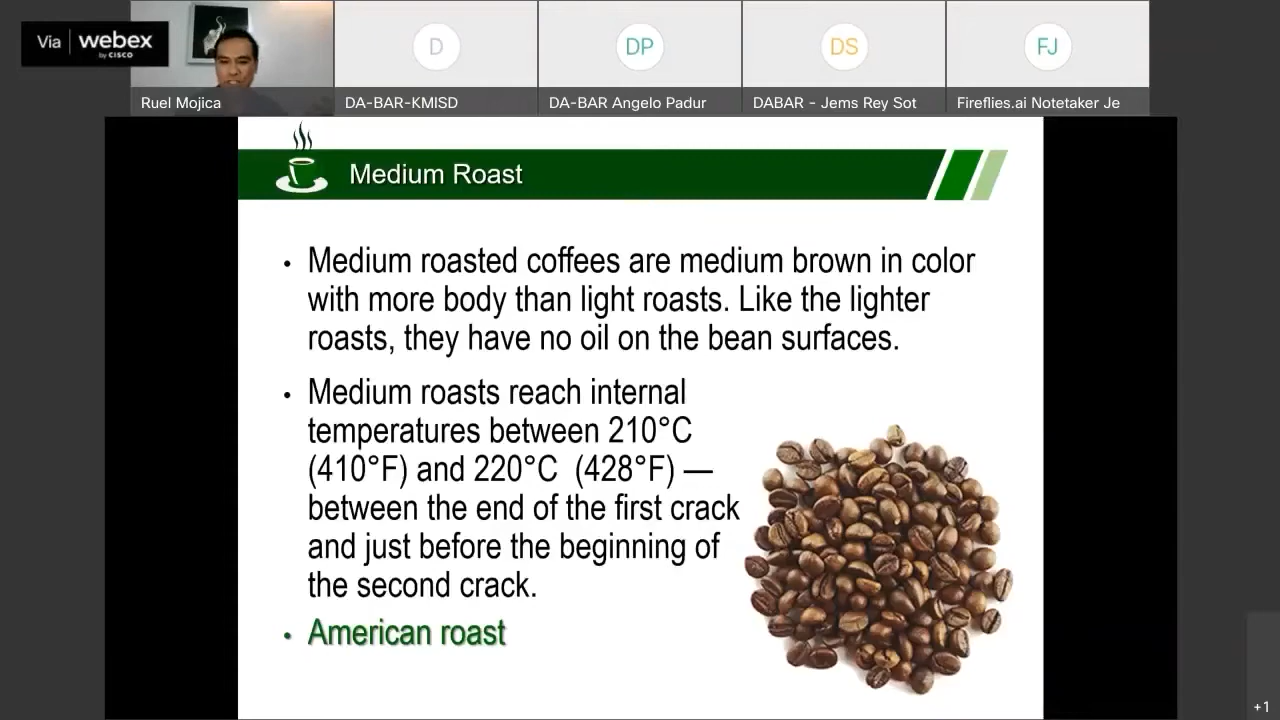 Via webex
by CISCO
Ruel Mojica
DA-BAR-KMISD
DA-BAR Angelo Padur
DABAR - Jems Rey Sot
Fireflies.ai Notetaker Je
D
DP
DS
FJ
Medium Roast
• Medium roasted coffees are medium brown in color
with more body than light roasts. Like the lighter
roasts, they have no oil on the bean surfaces.
• Medium roasts reach internal
temperatures between 210°C
(410°F) and 220°C (428°F) —
between the end of the first crack
and just before the beginning of
the second crack.
• American roast
+1